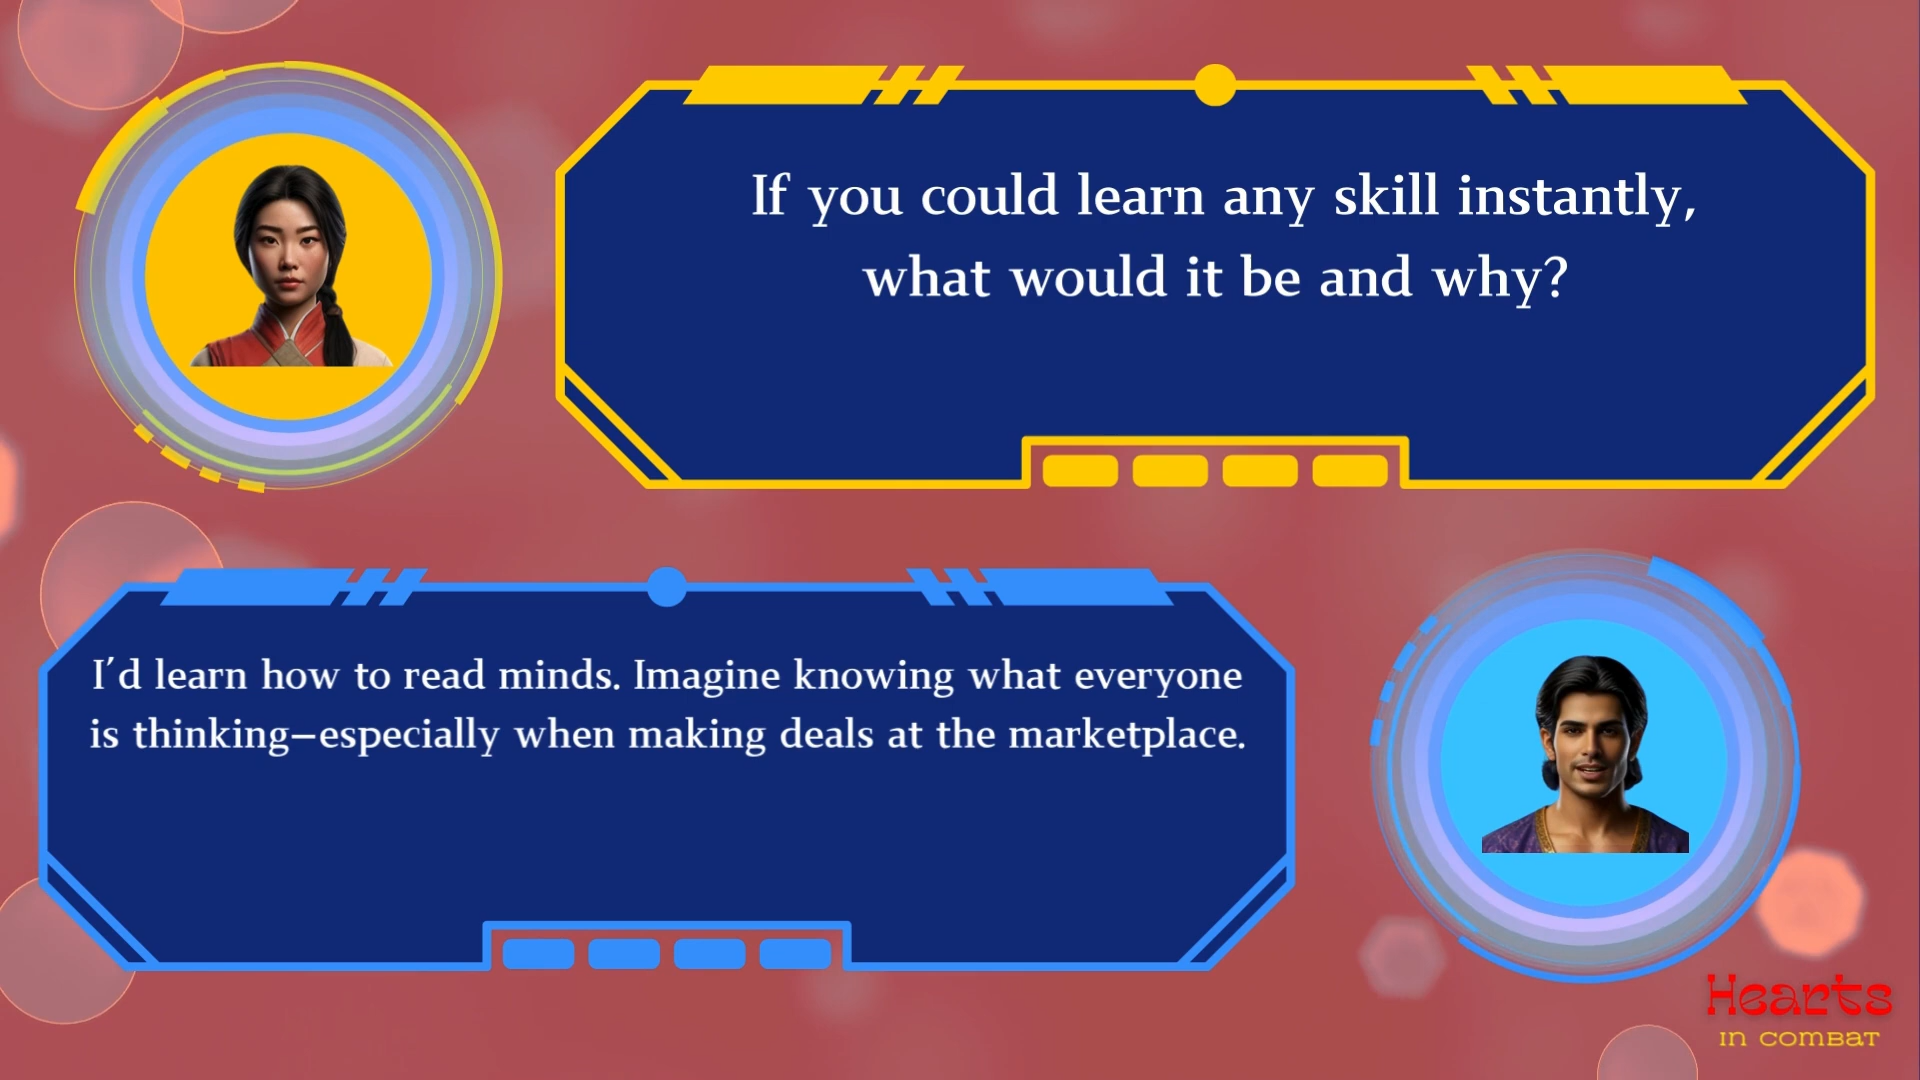 If you could learn any skill instantly,
what would it be and why?
I'd learn how to read minds. Imagine knowing what everyone
is thinking—especially when making deals at the marketplace.
Hearts
IN COMBAT